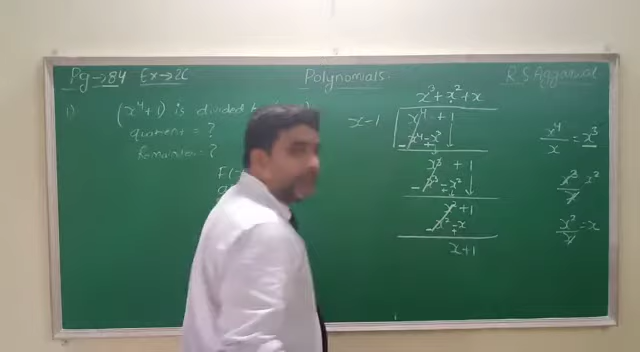 Pg → 84 Ex → 2C
Polynomials
R S Aggarwal
1) (x⁴+1) is divided
quotient = ?
Remainder = ?
x³+x²+x
x-1 x⁴+1
- x⁴ - x³
+
x³ + 1
- x³ - x²
+
x² + 1
- x² - x
+
x+1
x⁴/x = x³
x³/x x²
x²/x = x